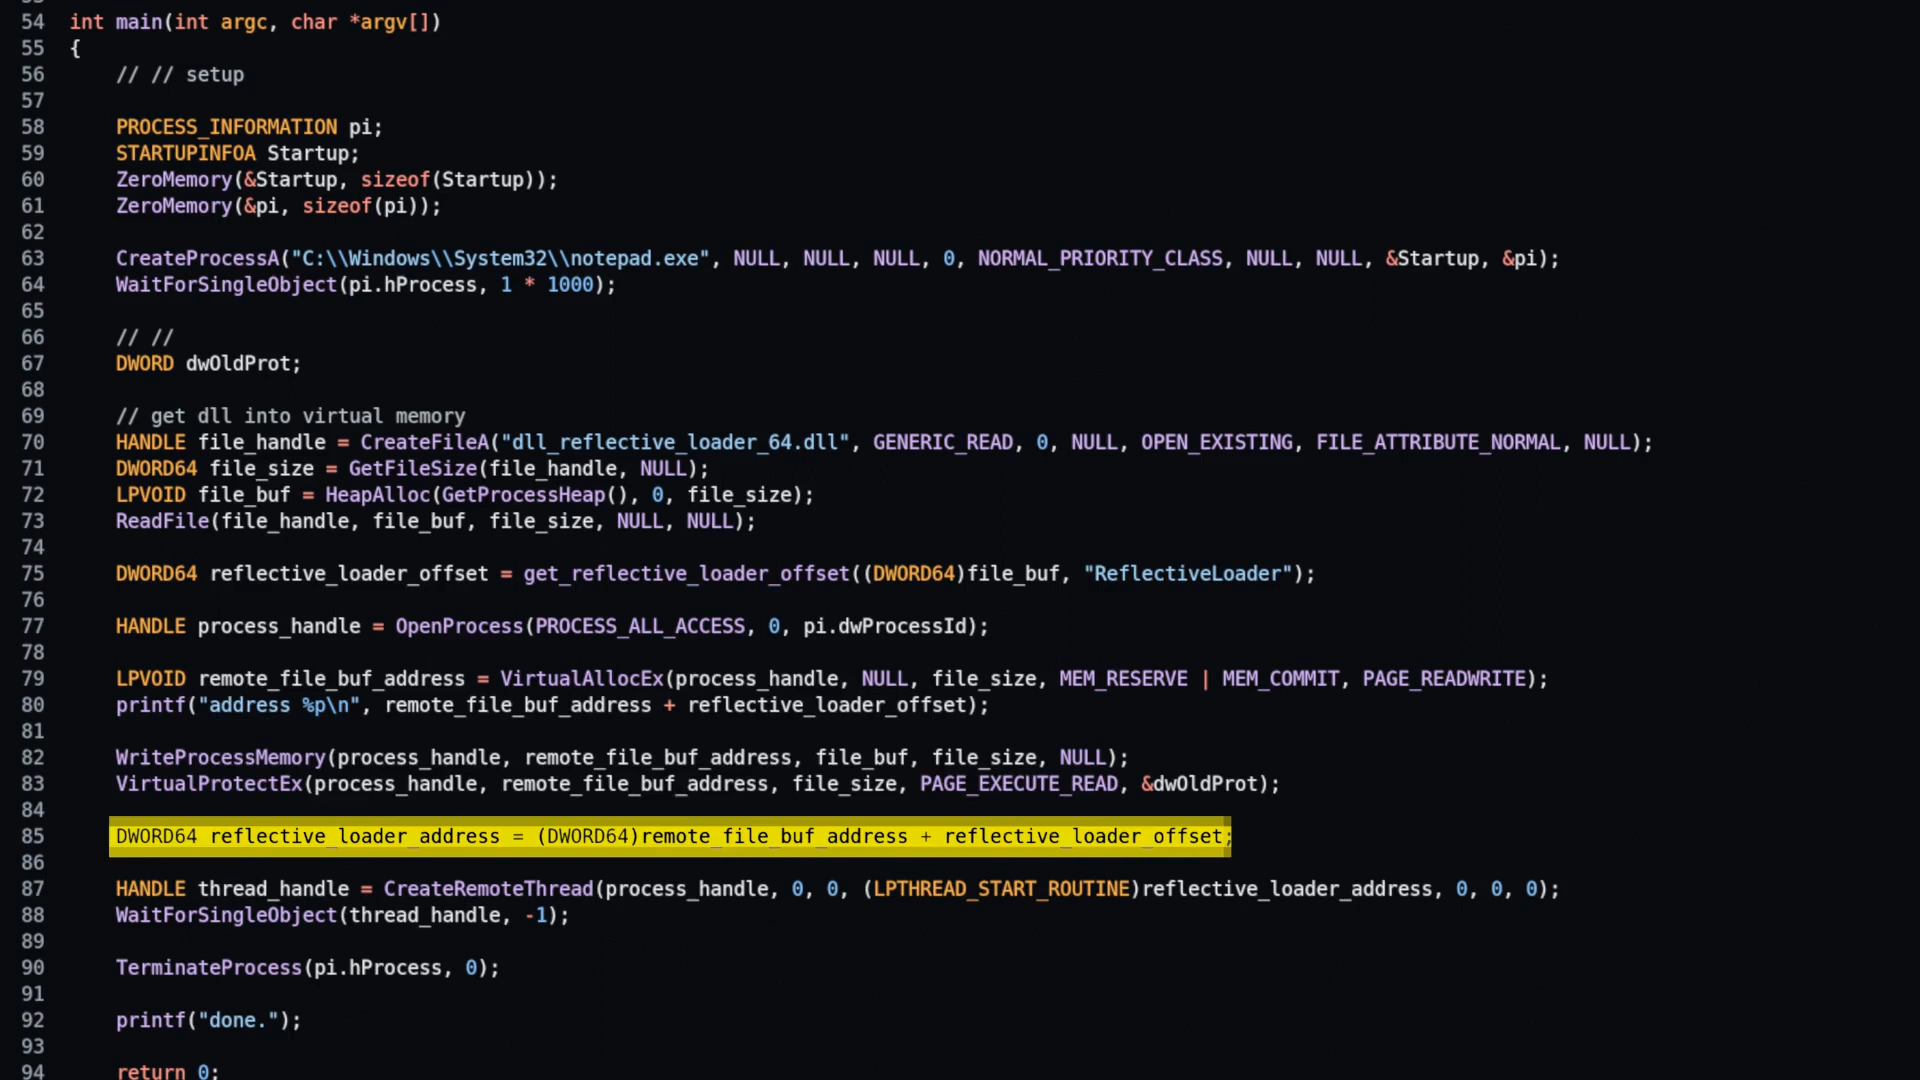 54 int main(int argc, char *argv[])
55 {
56 // // setup
57
58 PROCESS_INFORMATION pi;
59 STARTUPINFOA Startup;
60 ZeroMemory(&Startup, sizeof(Startup));
61 ZeroMemory(&pi, sizeof(pi));
62
63 CreateProcessA("C:\\Windows\\System32\\notepad.exe", NULL, NULL, NULL, 0, NORMAL_PRIORITY_CLASS, NULL, NULL, &Startup, &pi);
64 WaitForSingleObject(pi.hProcess, 1 * 1000);
65
66 // //
67 DWORD dwOldProt;
68
69 // get dll into virtual memory
70 HANDLE file_handle = CreateFileA("dll_reflective_loader_64.dll", GENERIC_READ, 0, NULL, OPEN_EXISTING, FILE_ATTRIBUTE_NORMAL, NULL);
71 DWORD64 file_size = GetFileSize(file_handle, NULL);
72 LPVOID file_buf = HeapAlloc(GetProcessHeap(), 0, file_size);
73 ReadFile(file_handle, file_buf, file_size, NULL, NULL);
74
75 DWORD64 reflective_loader_offset = get_reflective_loader_offset((DWORD64)file_buf, "ReflectiveLoader");
76
77 HANDLE process_handle = OpenProcess(PROCESS_ALL_ACCESS, 0, pi.dwProcessId);
78
79 LPVOID remote_file_buf_address = VirtualAllocEx(process_handle, NULL, file_size, MEM_RESERVE | MEM_COMMIT, PAGE_READWRITE);
80 printf("address %p\n", remote_file_buf_address + reflective_loader_offset);
81
82 WriteProcessMemory(process_handle, remote_file_buf_address, file_buf, file_size, NULL);
83 VirtualProtectEx(process_handle, remote_file_buf_address, file_size, PAGE_EXECUTE_READ, &dwOldProt);
84
85 DWORD64 reflective_loader_address = (DWORD64)remote_file_buf_address + reflective_loader_offset;
86
87 HANDLE thread_handle = CreateRemoteThread(process_handle, 0, 0, (LPTHREAD_START_ROUTINE)reflective_loader_address, 0, 0, 0);
88 WaitForSingleObject(thread_handle, -1);
89
90 TerminateProcess(pi.hProcess, 0);
91
92 printf("done.");
93
94 return 0;